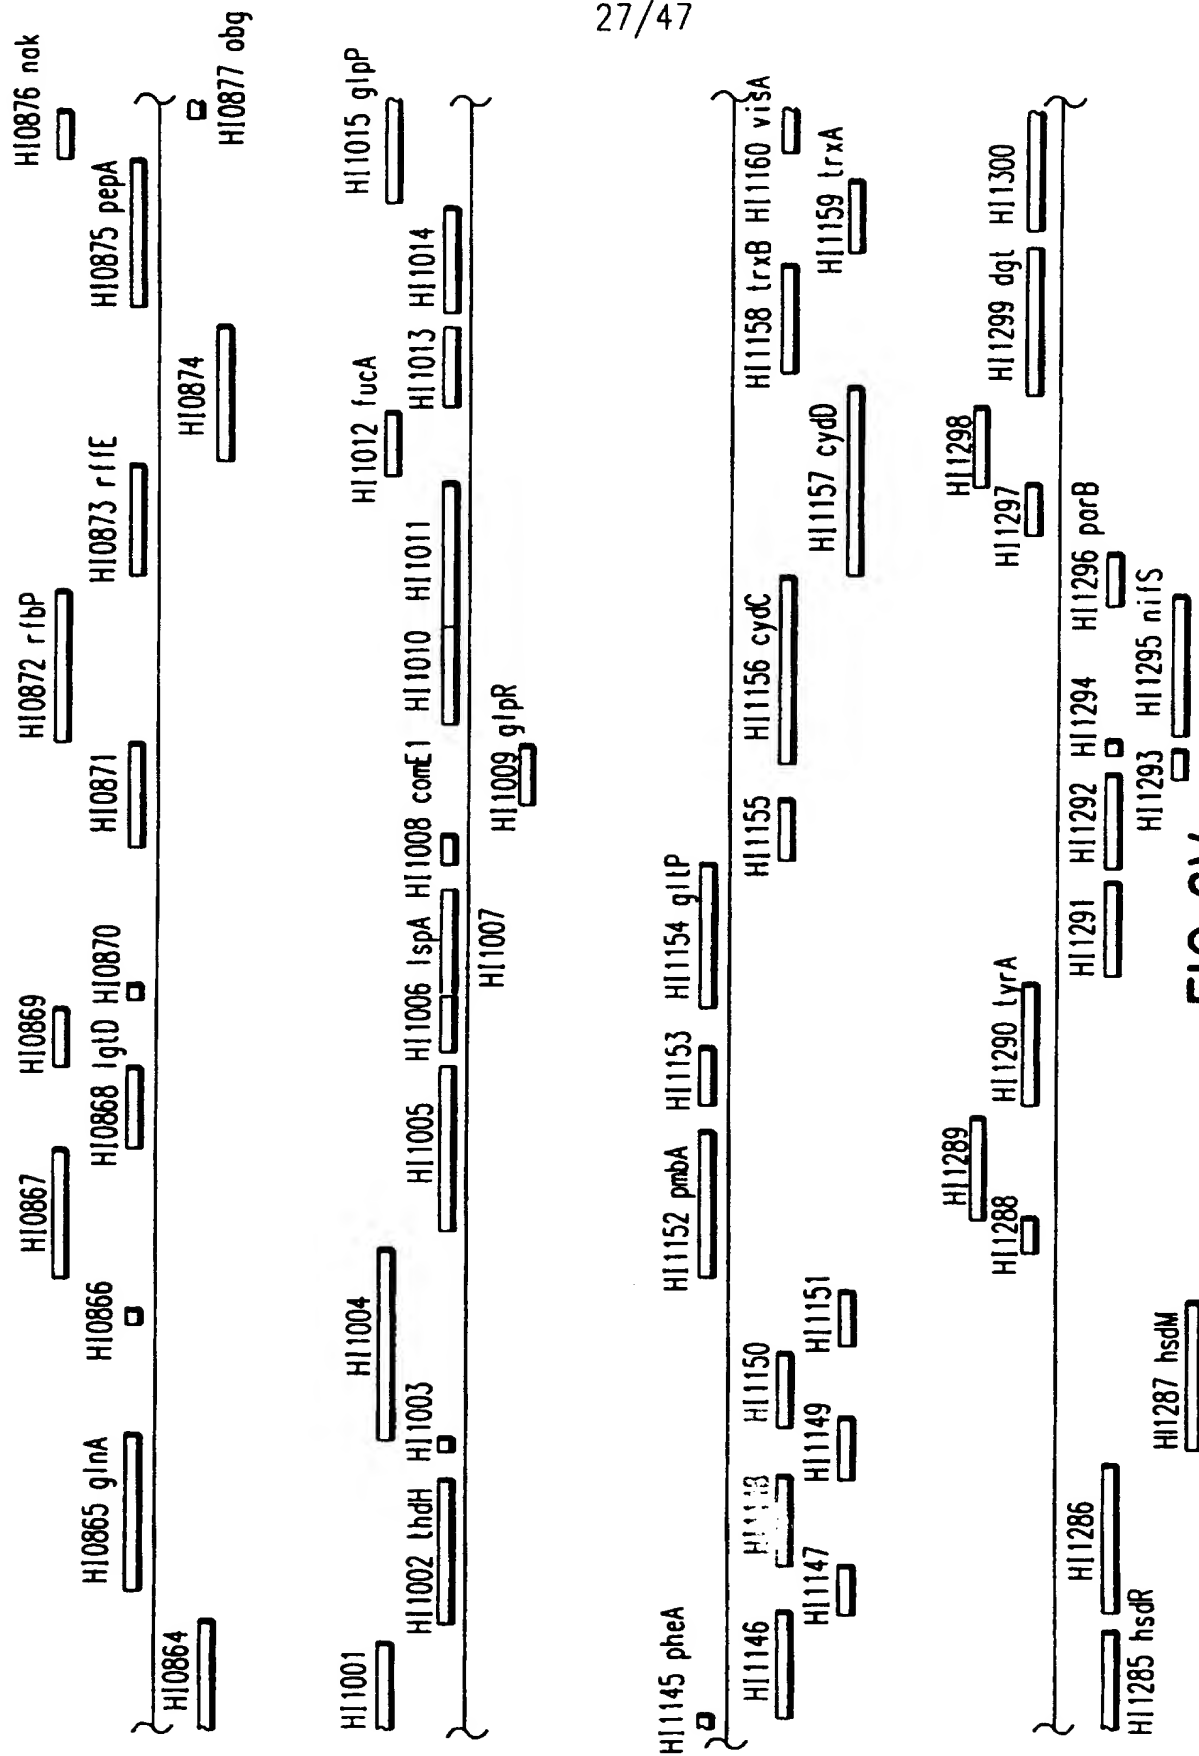 27/47
HI0864
HI0865 glnA
HI0866
HI0867
HI0868 lgtD
HI0869
HI0870
HI0871
HI0872 rfbP
HI0873 rffE
HI0874
HI0875 pepA
HI0876 nak
HI0877 obg
HI1001
HI1002 thdH
HI1003
HI1004
HI1005
HI1006 lspA
HI1007
HI1008 comE1
HI1009 glpR
HI1010
HI1011
HI1012 fucA
HI1013
HI1014
HI1015 glpP
HI1145 pheA
HI1146
HI1147
HI1149
HI1150
HI1151
HI1152 pmbA
HI1153
HI1154 gltP
HI1155
HI1156 cydC
HI1157 cydD
HI1158 trxB
HI1159 trxA
HI1160 visA
HI1285 hsdR
HI1286
HI1287 hsdM
HI1288
HI1289
HI1290 tyrA
HI1291
HI1292
HI1293
HI1294
HI1295 nifS
HI1296 porB
HI1297
HI1298
HI1299 dgt
HI1300